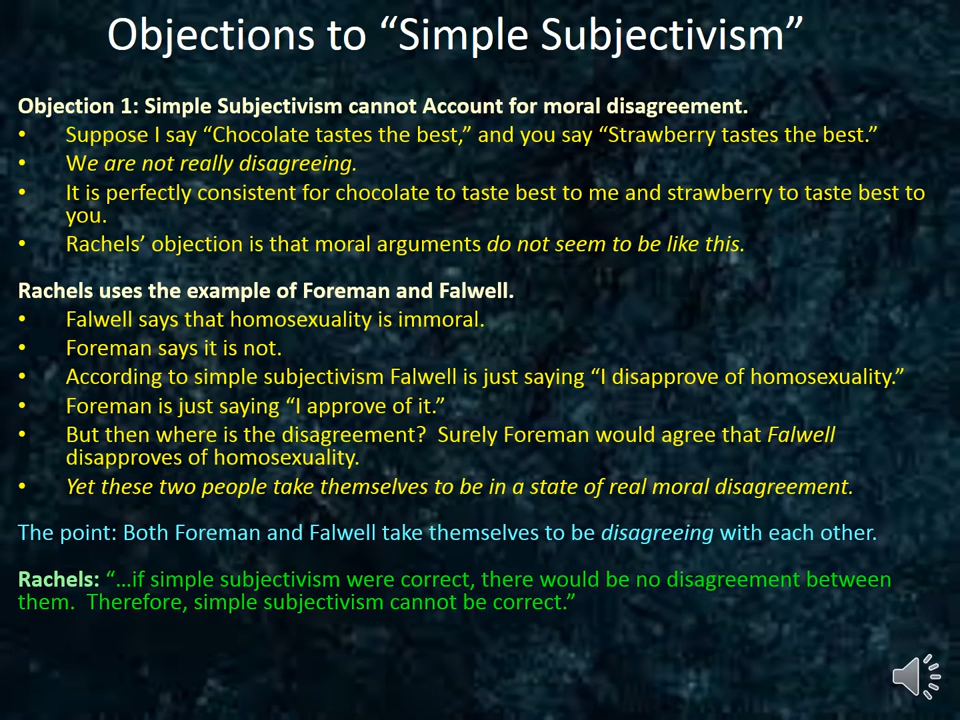 Objections to “Simple Subjectivism”
Objection 1: Simple Subjectivism cannot Account for moral disagreement.
• Suppose I say “Chocolate tastes the best,” and you say “Strawberry tastes the best.”
• We are not really disagreeing.
• It is perfectly consistent for chocolate to taste best to me and strawberry to taste best to
you.
• Rachels’ objection is that moral arguments do not seem to be like this.
Rachels uses the example of Foreman and Falwell.
• Falwell says that homosexuality is immoral.
• Foreman says it is not.
• According to simple subjectivism Falwell is just saying “I disapprove of homosexuality.”
• Foreman is just saying “I approve of it.”
• But then where is the disagreement?  Surely Foreman would agree that Falwell
disapproves of homosexuality.
• Yet these two people take themselves to be in a state of real moral disagreement.
The point: Both Foreman and Falwell take themselves to be disagreeing with each other.
Rachels: “…if simple subjectivism were correct, there would be no disagreement between
them.  Therefore, simple subjectivism cannot be correct.”